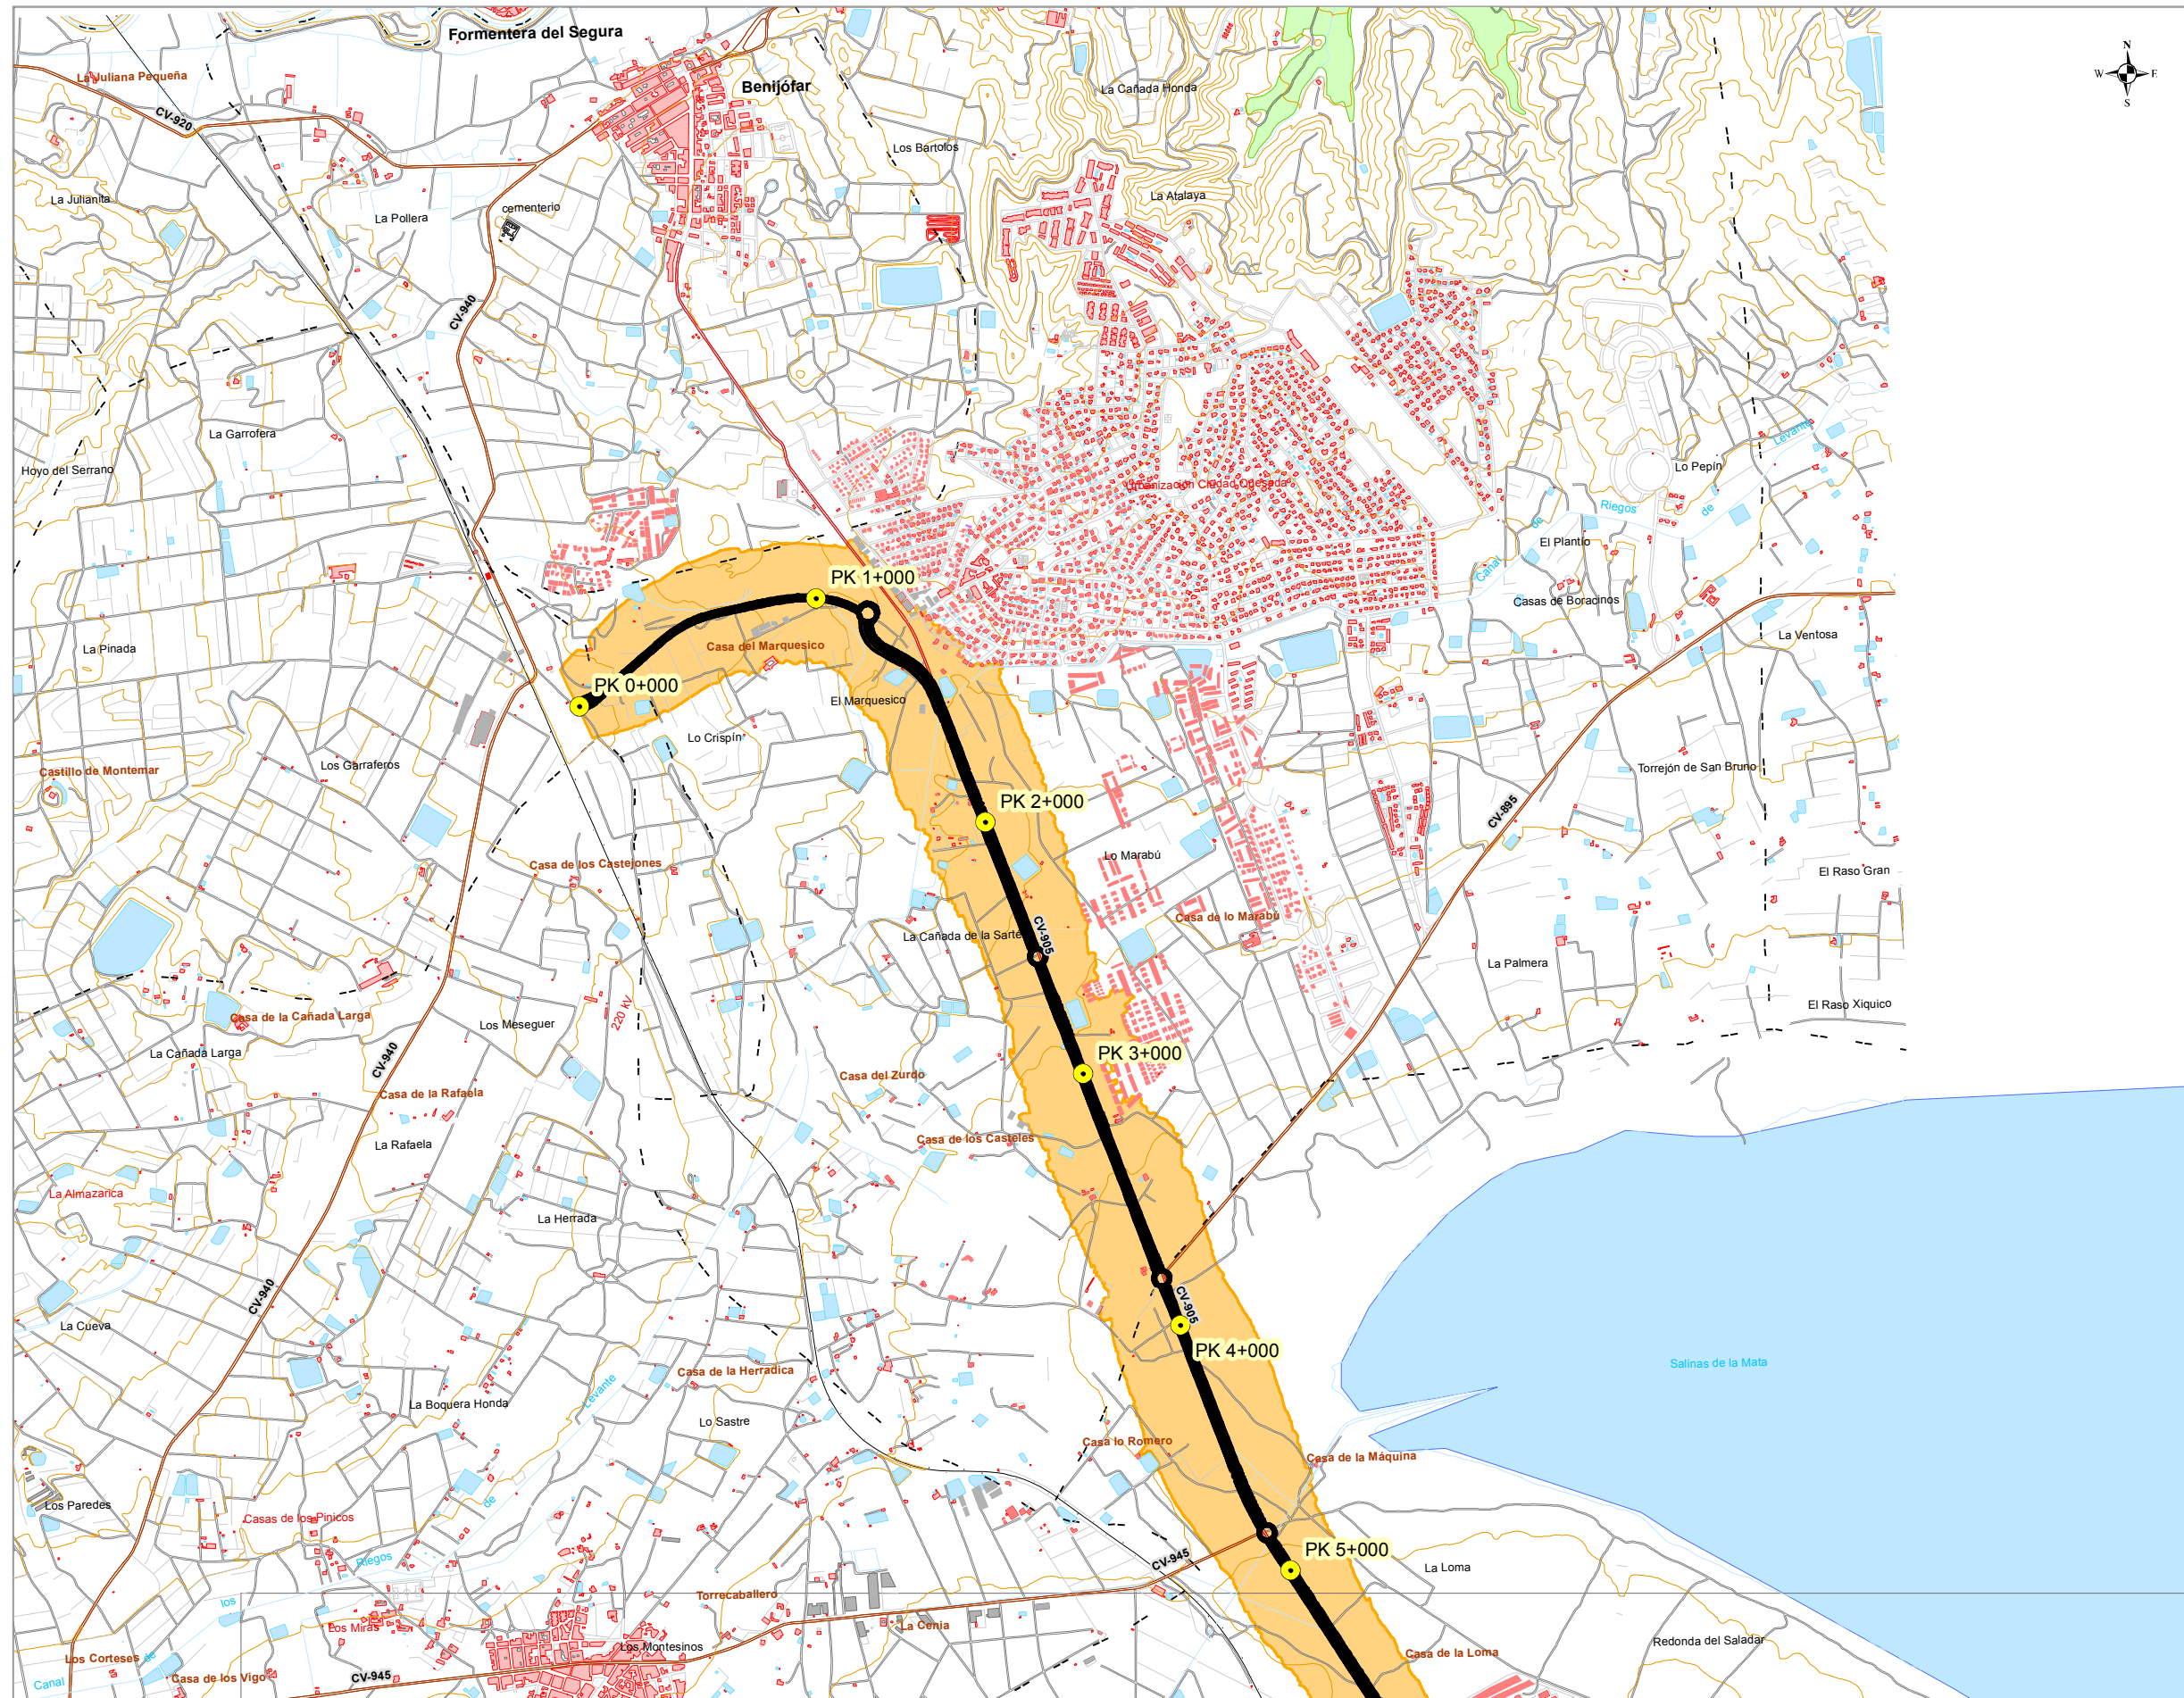 Formentera del Segura
N
W E
S
La Juliana Pequeña
Benijófar
La Cañada Honda
CV-920
Los Bartolos
La Julianita
La Atalaya
La Pollera
cementerio
CV-940
La Garrofera
Levante
Hoyo del Serrano
Lo Pepín
Urbanización Ciudad Quesada
Riegos
de
de
El Plantío
Canal
PK 1+000
Casas de Boracinos
La Ventosa
La Pinada
Casa del Marquesico
PK 0+000
El Marquesico
Lo Crispín
Los Garraferos
Castillo de Montemar
Torrejón de San Bruno
PK 2+000
CV-895
Lo Marabú
Casa de los Castejones
El Raso Gran
Casa de lo Marabú
CV-905
La Cañada de la Sarté
La Palmera
El Raso Xiquico
220 kV
Casa de la Cañada Larga
Los Meseguer
La Cañada Larga
PK 3+000
CV-940
Casa del Zurdo
Casa de la Rafaela
La Rafaela
Casa de los Casteles
La Almazarica
La Herrada
CV-940
CV-905
La Cueva
PK 4+000
Salinas de la Mata
Casa de la Herradica
Levante
La Boquera Honda
Lo Sastre
Casa lo Romero
Casa de la Máquina
Los Paredes
de
Casas de los Pinicos
PK 5+000
Riegos
CV-945
La Loma
Torrecaballero
los
Los Miras
La Cenia
Los Montesinos
Redonda del Saladar
Casa de la Loma
Los Corteses
de
Casa de los Vigo
CV-945
Canal